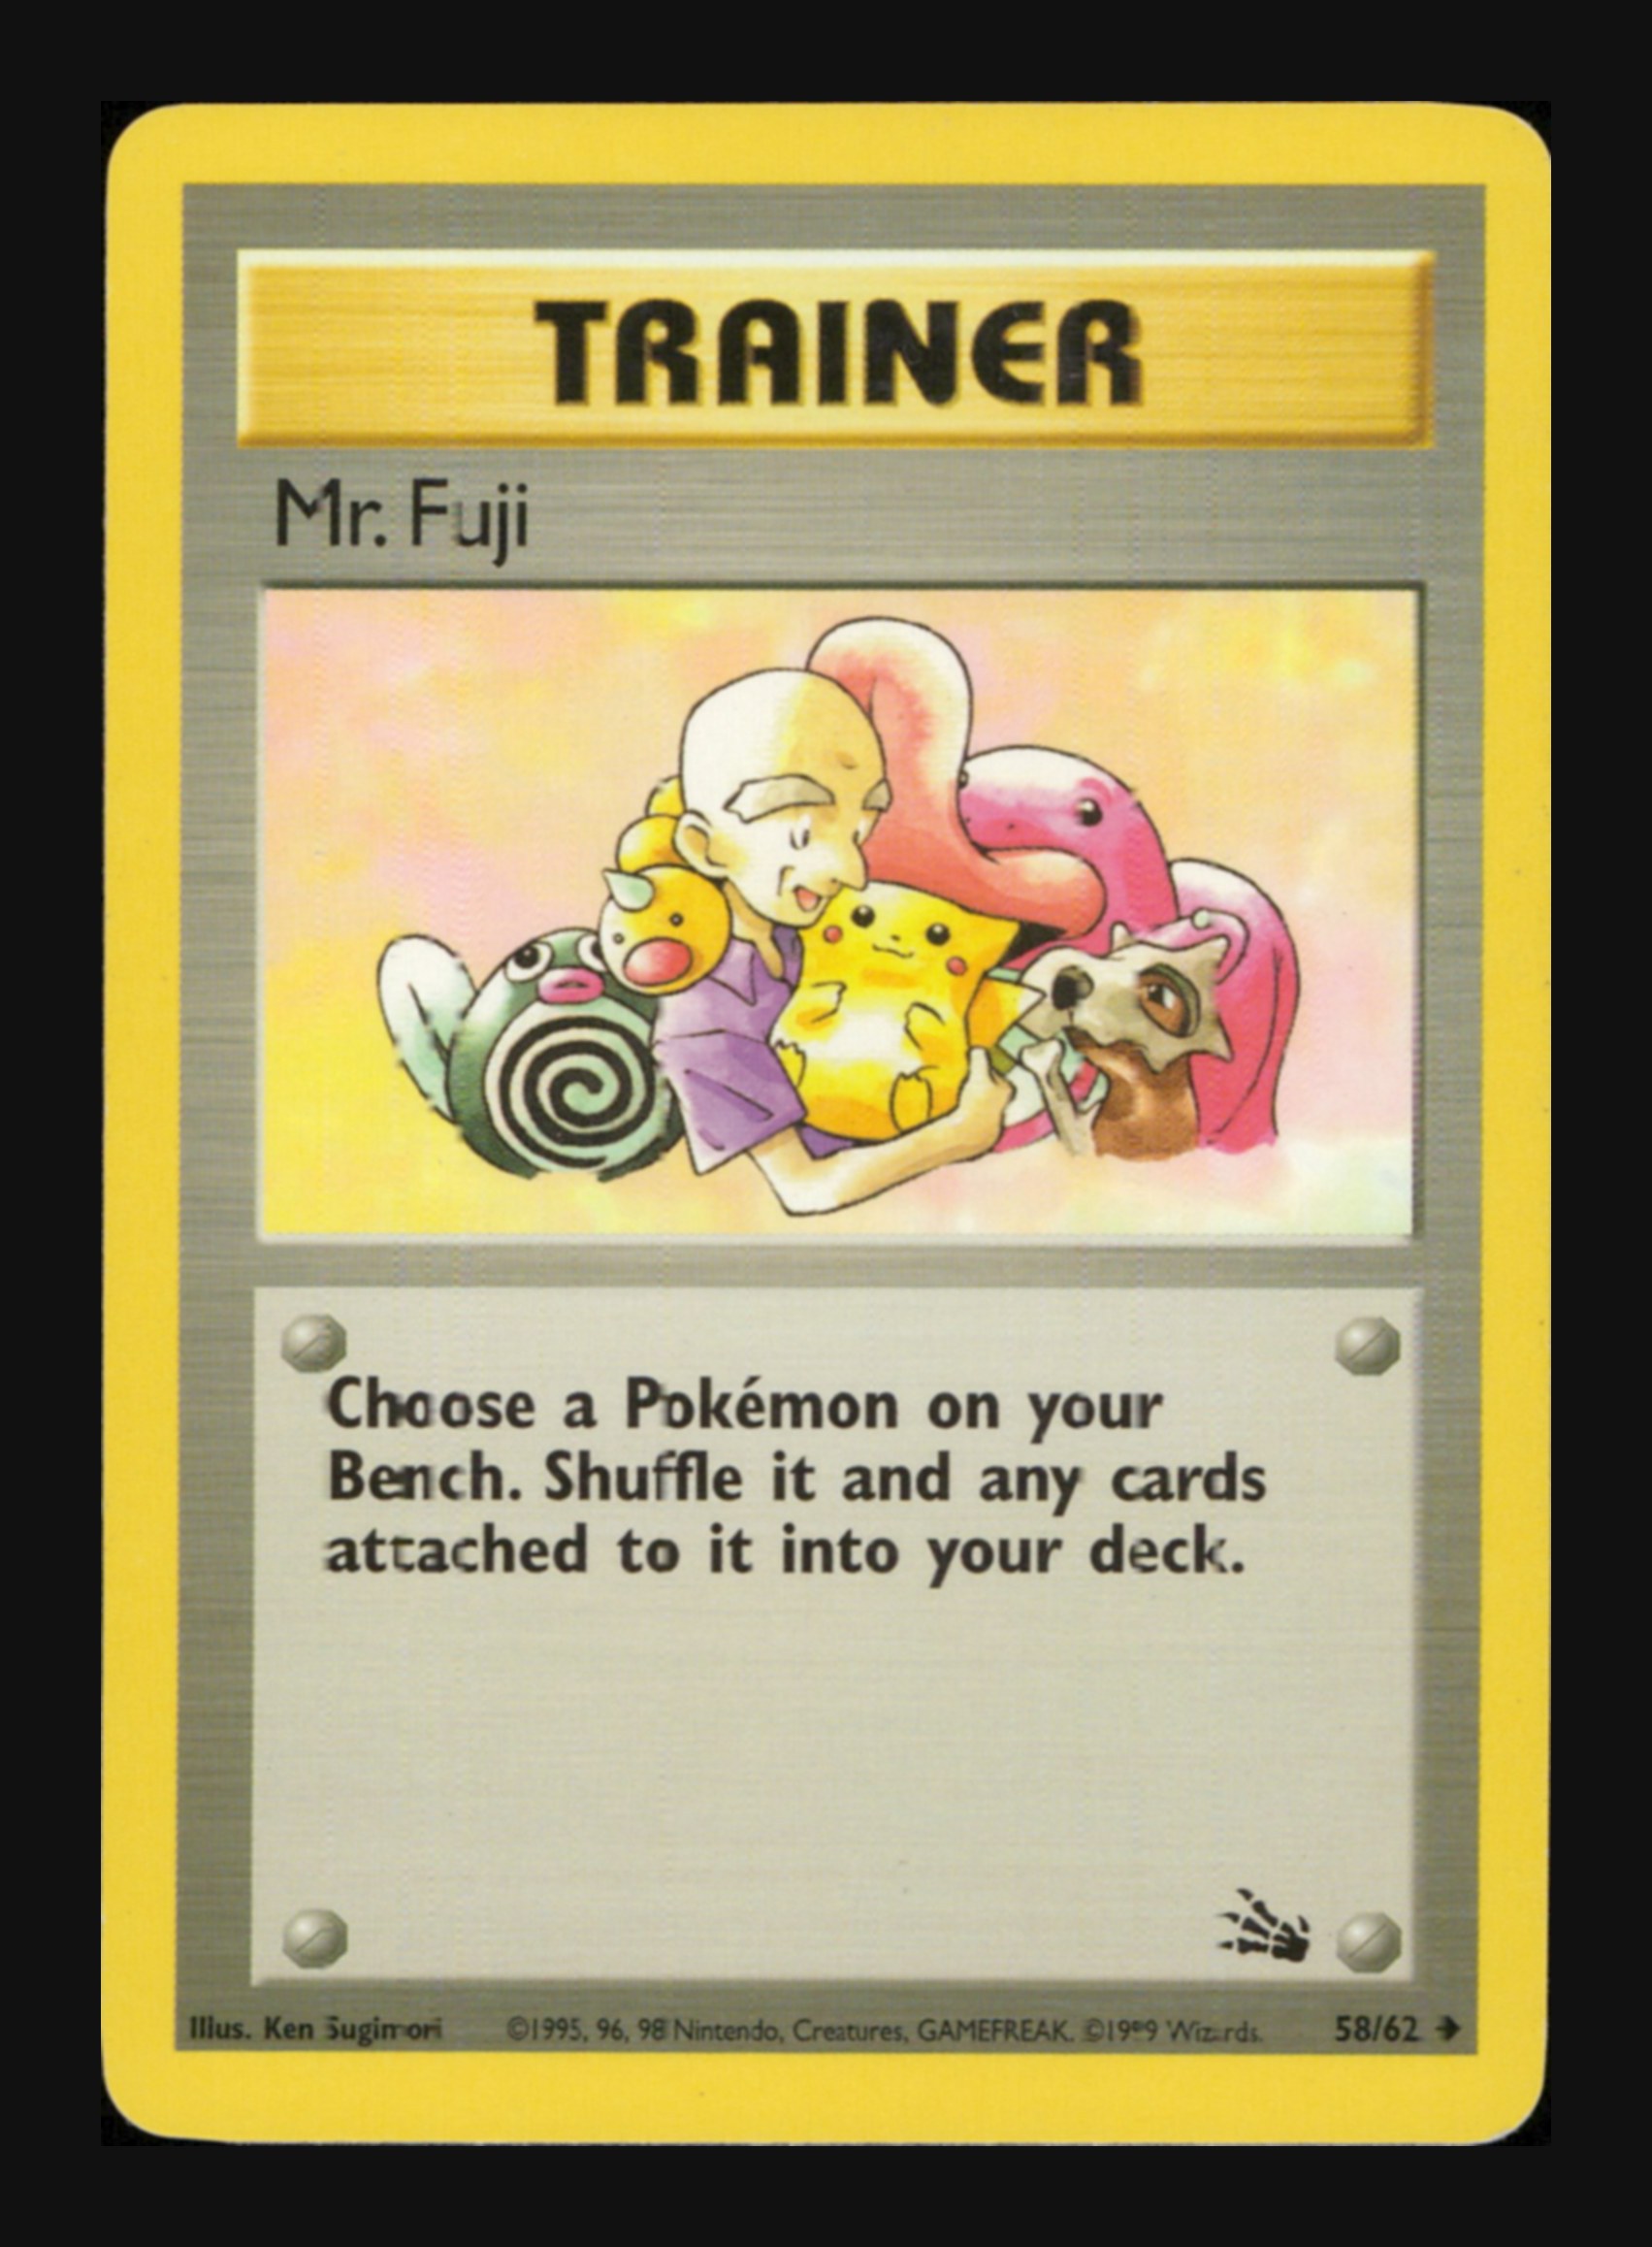 TRAINER
Mr. Fuji
Choose a Pokémon on your
Bench. Shuffle it and any cards
attached to it into your deck.
Illus. Ken Sugimori ©1995, 96, 98 Nintendo, Creatures, GAMEFREAK. ©1999 Wizards. 58/62